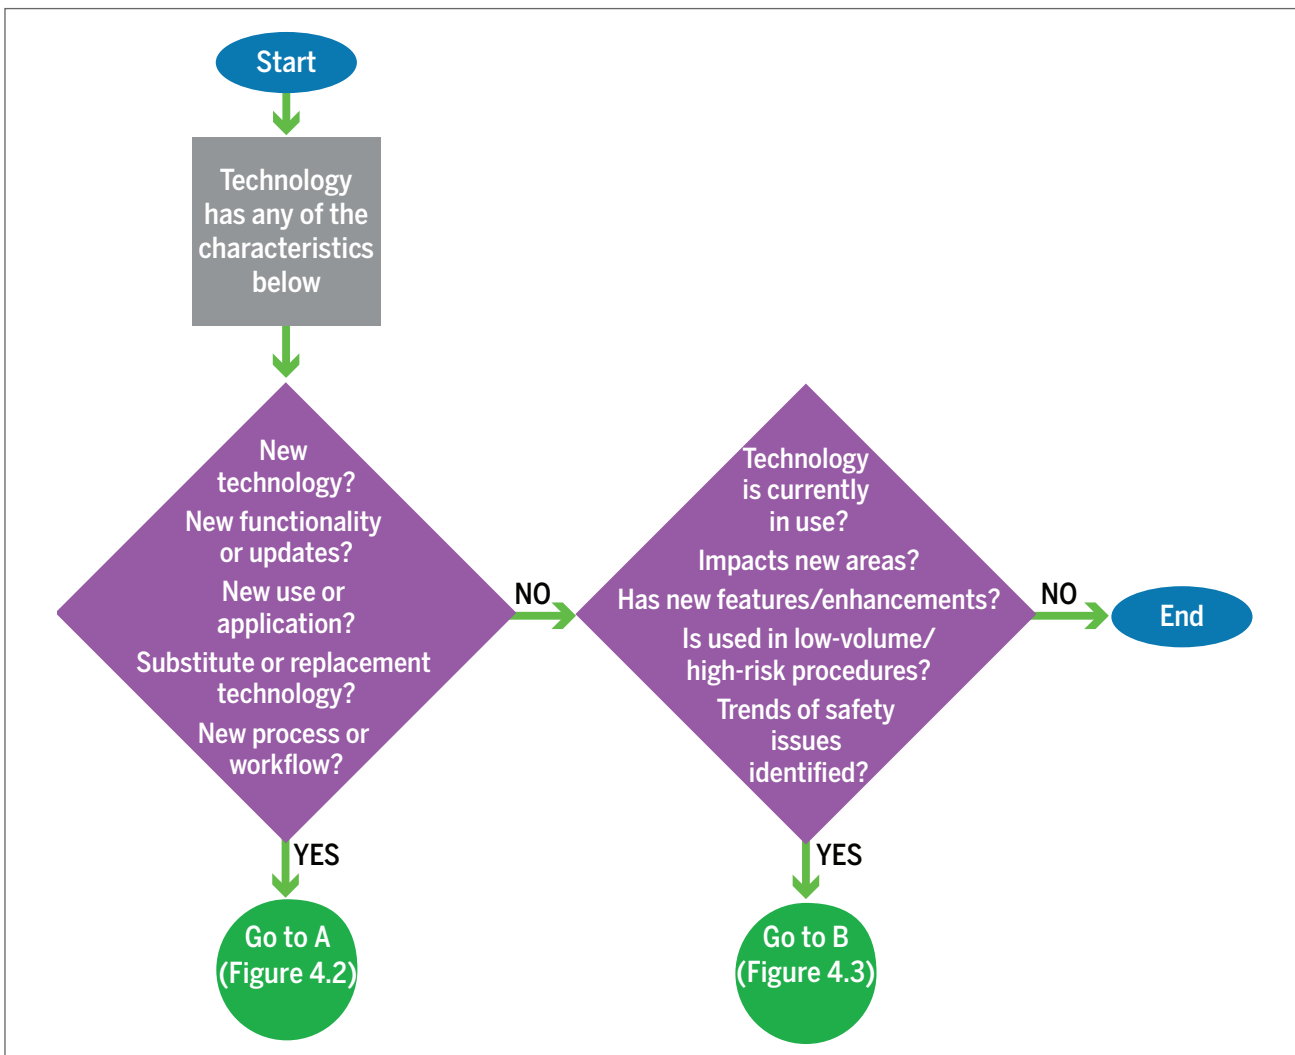 Start
Technology
has any of the
characteristics
below
New
technology?
New functionality
or updates?
New use or
application?
Substitute or replacement
technology?
New process or
workflow?
NO
Technology
is currently
in use?
Impacts new areas?
Has new features/enhancements?
Is used in low-volume/
high-risk procedures?
Trends of safety
issues
identified?
NO
End
YES
YES
Go to A
(Figure 4.2)
Go to B
(Figure 4.3)